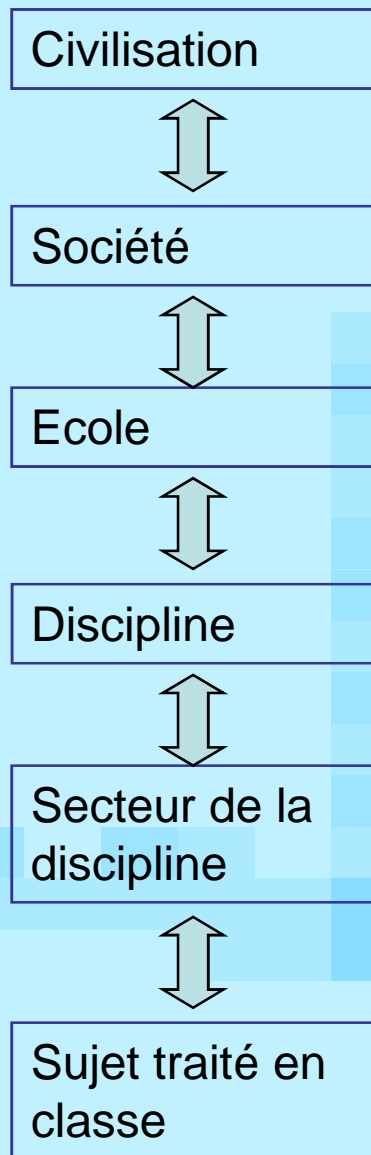 Civilisation
Société
Ecole
Discipline
Secteur de la
discipline
Sujet traité en
classe